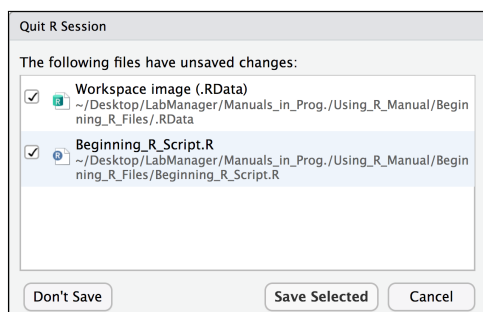 Quit R Session
The following files have unsaved changes:
Workspace image (.RData)
~/Desktop/LabManager/Manuals_in_Prog./Using_R_Manual/Begin
ning_R_Files/.RData
Beginning_R_Script.R
~/Desktop/LabManager/Manuals_in_Prog./Using_R_Manual/Begin
ning_R_Files/Beginning_R_Script.R
Don't Save Save Selected Cancel